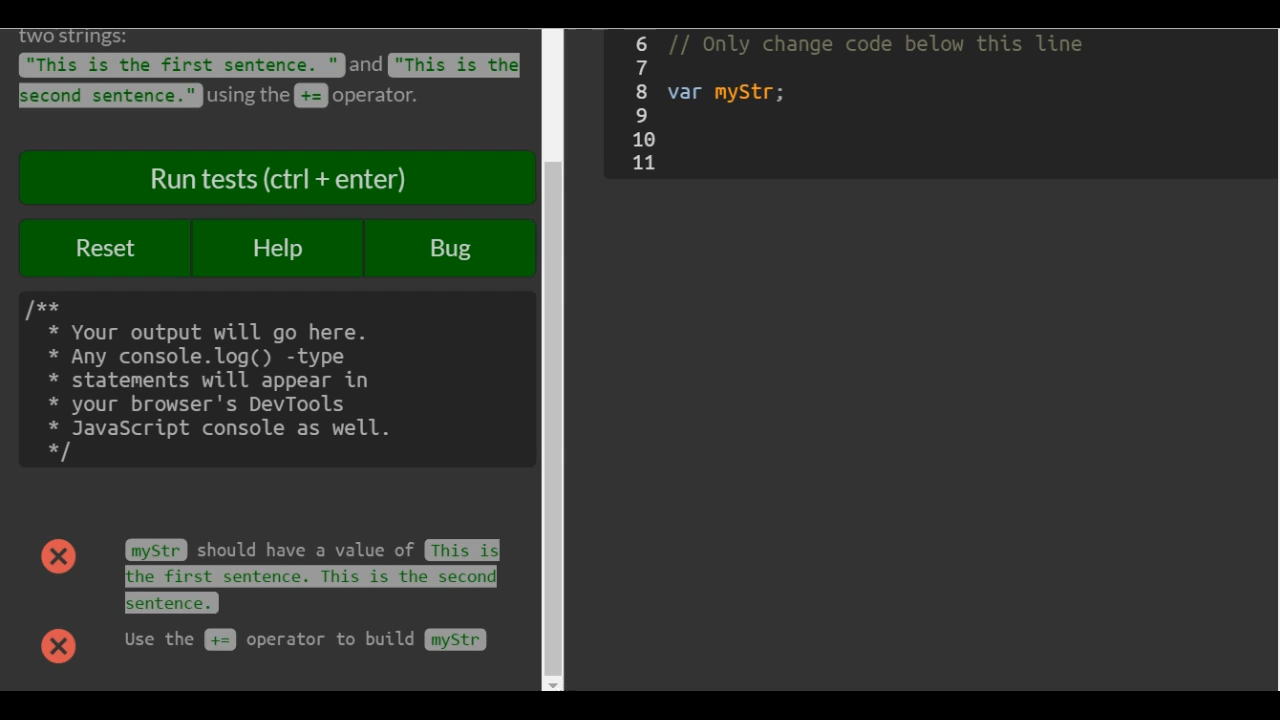 two strings:
"This is the first sentence. " and "This is the
second sentence." using the += operator.
Run tests (ctrl + enter)
Reset Help Bug
/**
* Your output will go here.
* Any console.log() -type
* statements will appear in
* your browser's DevTools
* JavaScript console as well.
*/
myStr should have a value of This is
the first sentence. This is the second
sentence.
Use the += operator to build myStr
6 // Only change code below this line
7
8 var myStr;
9
10
11